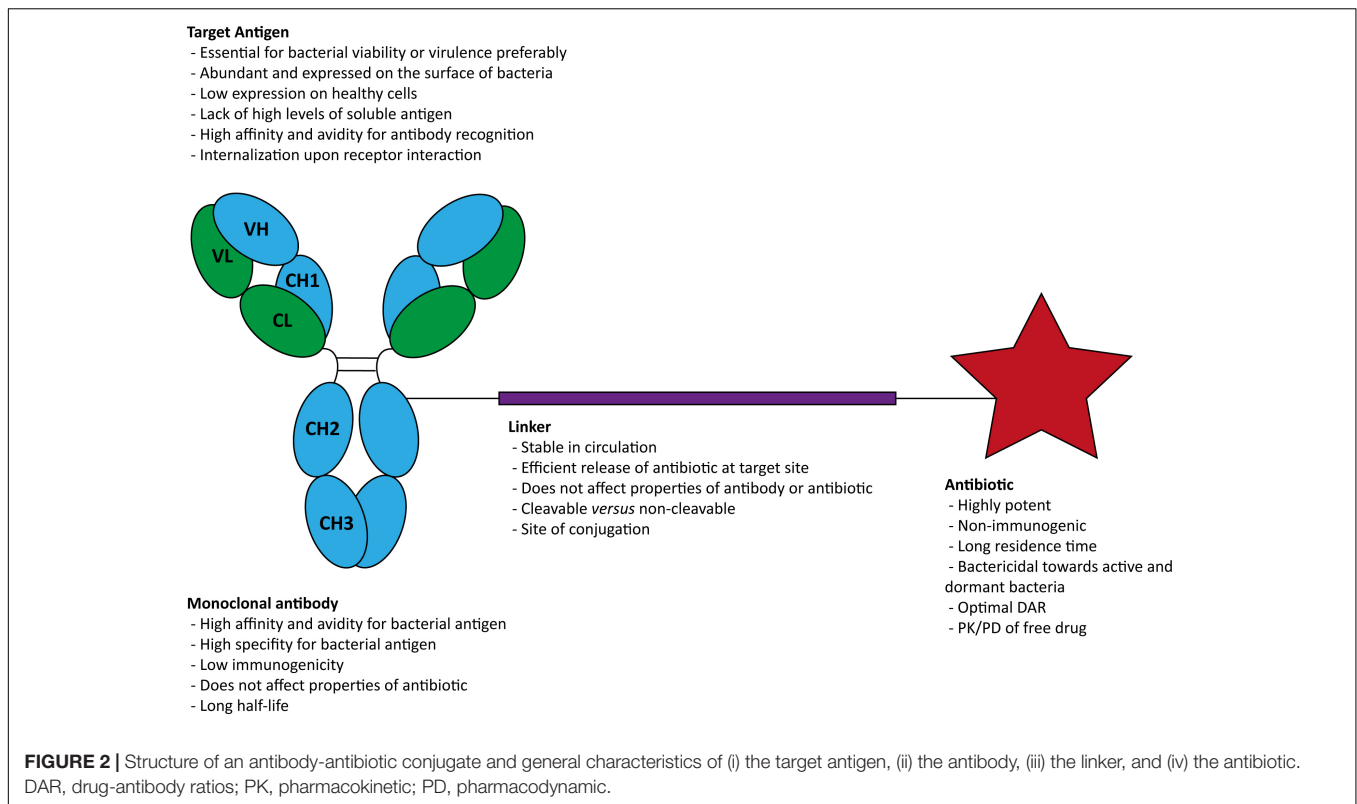 Target Antigen
- Essential for bacterial viability or virulence preferably
- Abundant and expressed on the surface of bacteria
- Low expression on healthy cells
- Lack of high levels of soluble antigen
- High affinity and avidity for antibody recognition
- Internalization upon receptor interaction
VH
VL
CH1
CL
CH2
CH3
Linker
- Stable in circulation
- Efficient release of antibiotic at target site
- Does not affect properties of antibody or antibiotic
- Cleavable versus non-cleavable
- Site of conjugation
Antibiotic
- Highly potent
- Non-immunogenic
- Long residence time
- Bactericidal towards active and
dormant bacteria
- Optimal DAR
- PK/PD of free drug
Monoclonal antibody
- High affinity and avidity for bacterial antigen
- High specifity for bacterial antigen
- Low immunogenicity
- Does not affect properties of antibiotic
- Long half-life
FIGURE 2 | Structure of an antibody-antibiotic conjugate and general characteristics of (i) the target antigen, (ii) the antibody, (iii) the linker, and (iv) the antibiotic.
DAR, drug-antibody ratios; PK, pharmacokinetic; PD, pharmacodynamic.